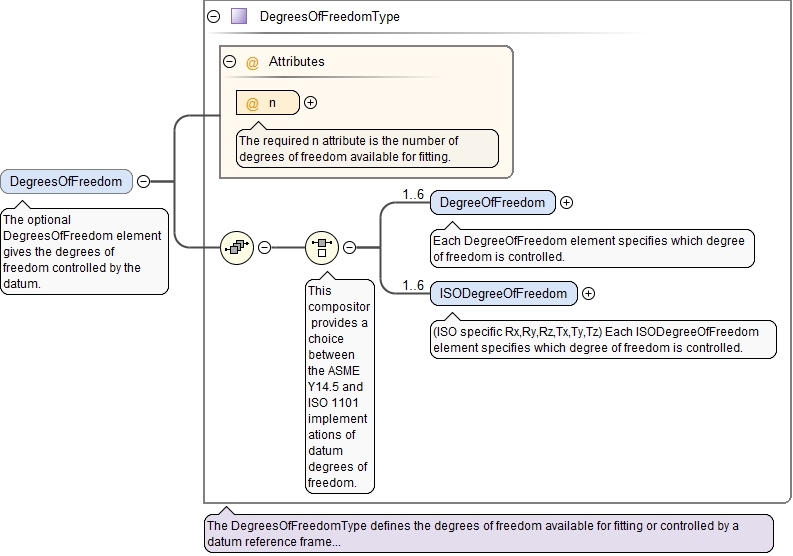 DegreesOfFreedomType
@ Attributes
@ n
The required n attribute is the number of
degrees of freedom available for fitting.
DegreesOfFreedom
The optional
DegreesOfFreedom element
gives the degrees of
freedom controlled by the
datum.
1..6
DegreeOfFreedom
Each DegreeOfFreedom element specifies which degree
of freedom is controlled.
1..6
ISODegreeOfFreedom
(ISO specific Rx,Ry,Rz,Tx,Ty,Tz) Each ISODegreeOfFreedom
element specifies which degree of freedom is controlled.
This
compositor
provides a
choice
between
the ASME
Y14.5 and
ISO 1101
implement
ations of
datum
degrees of
freedom.
The DegreesOfFreedomType defines the degrees of freedom available for fitting or controlled by a
datum reference frame...